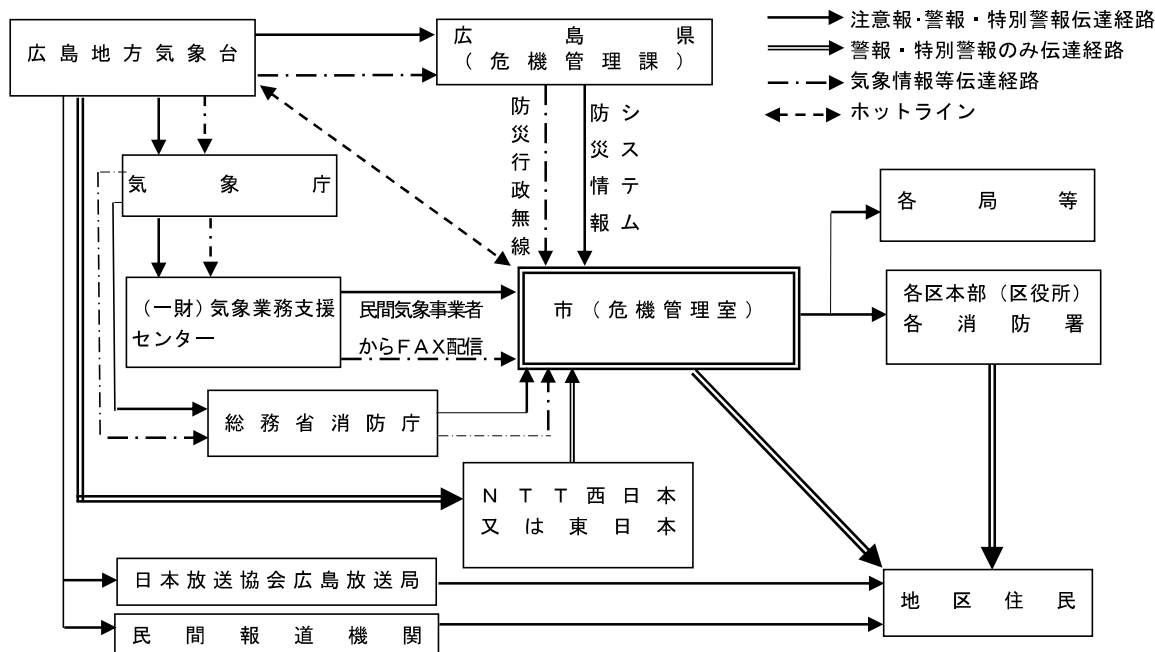 注意報・警報・特別警報伝達経路
警報・特別警報のみ伝達経路
気象情報等伝達経路
ホットライン
広島地方気象台
広島県
（危機管理課）
防災行政無線
防災情報
システム
気象庁
各局等
（一財）気象業務支援
センター
民間気象事業者
からＦＡＸ配信
市（危機管理室）
各区本部（区役所）
各消防署
総務省消防庁
ＮＴＴ西日本
又は東日本
日本放送協会広島放送局
地区住民
民間報道機関